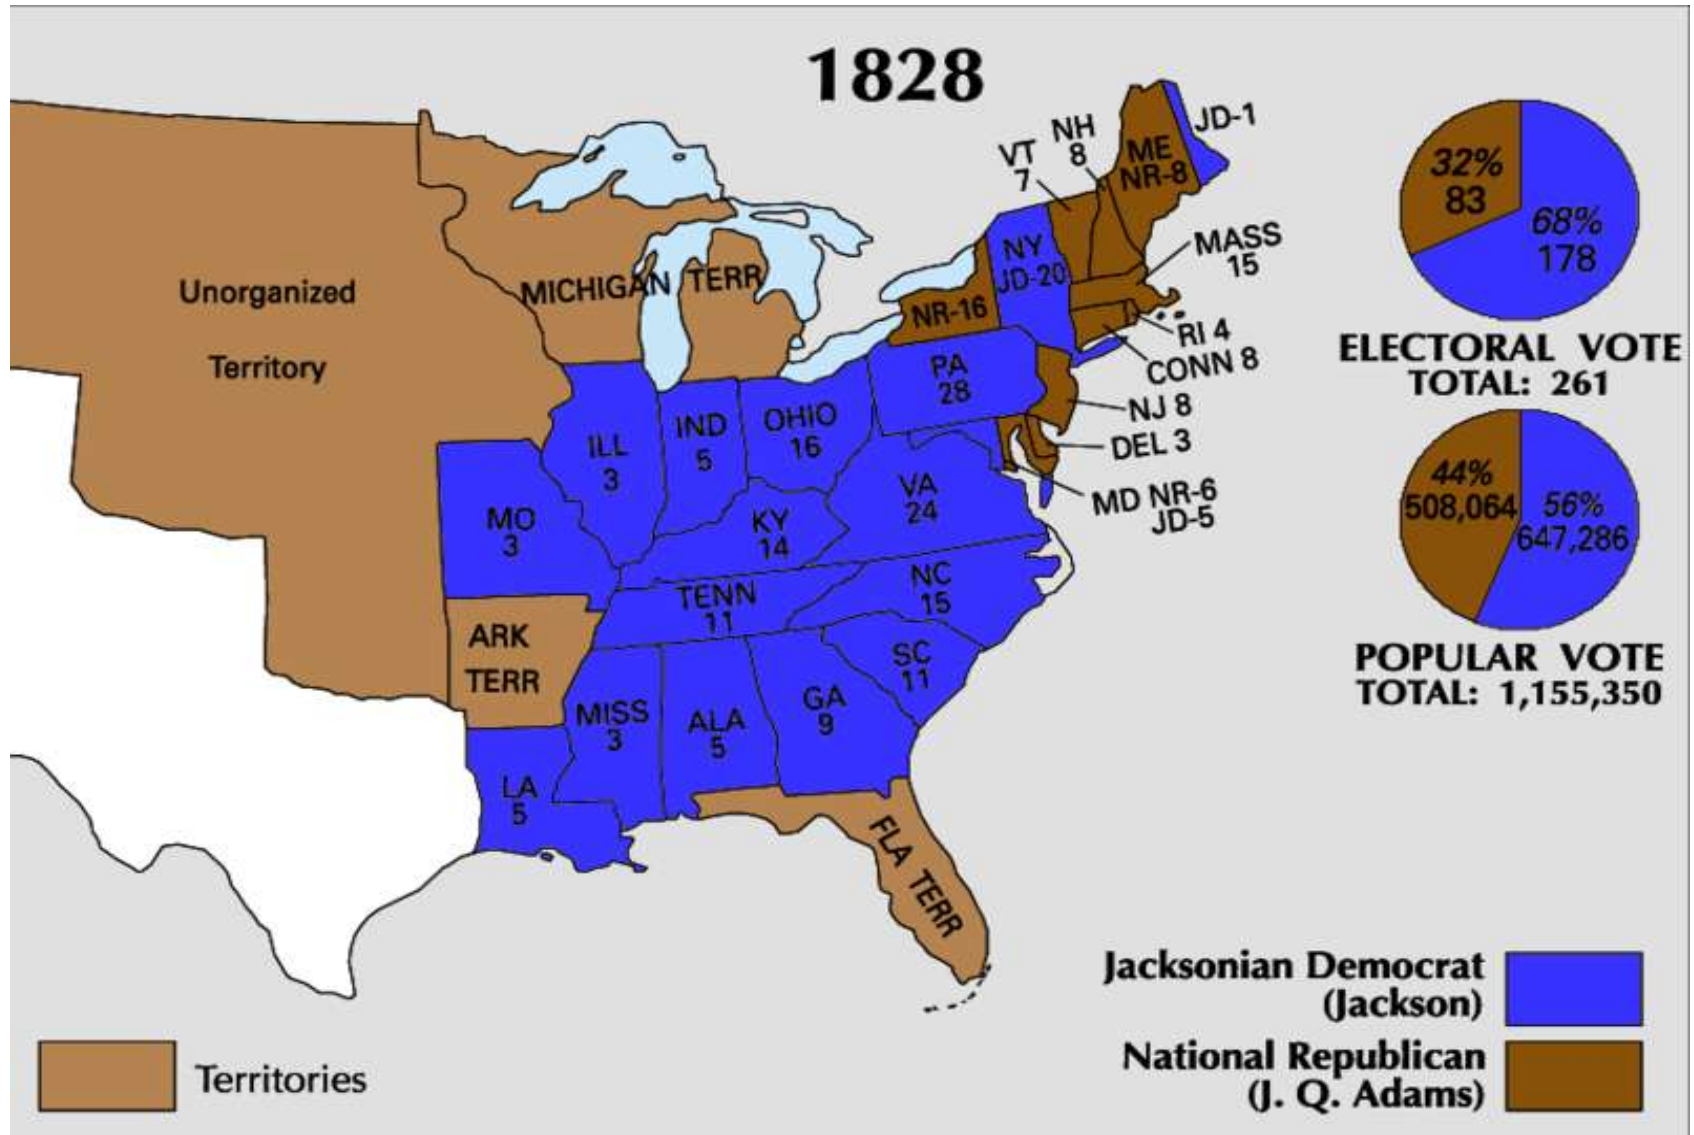 1828
JD-1
NH
8
VT
7
ME
NR-8
MASS
15
NY
JD-20
NR-16
RI 4
CONN 8
NJ 8
DEL 3
MD NR-6
JD-5
Unorganized
Territory
MICHIGAN TERR
PA
28
OHIO
16
IND
5
ILL
3
MO
3
KY
14
VA
24
TENN
11
NC
15
SC
11
ARK
TERR
MISS
3
ALA
5
GA
9
LA
5
FLA TERR
32%
83
68%
178
ELECTORAL VOTE
TOTAL: 261
44%
508,064
56%
647,286
POPULAR VOTE
TOTAL: 1,155,350
Jacksonian Democrat
(Jackson)
National Republican
(J. Q. Adams)
Territories